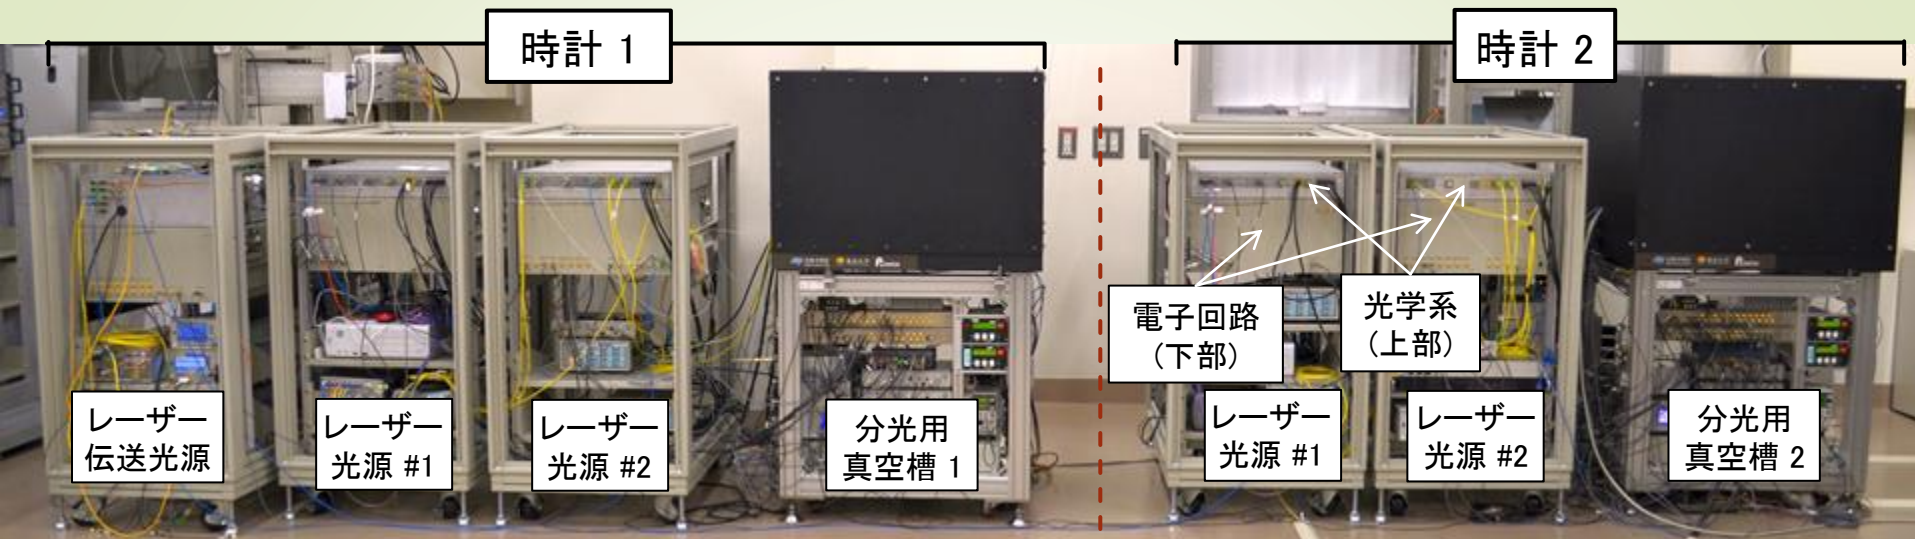 時計 1
時計 2
電子回路
(下部)
光学系
(上部)
レーザー
伝送光源
レーザー
光源 #1
レーザー
光源 #2
分光用
真空槽 1
レーザー
光源 #1
レーザー
光源 #2
分光用
真空槽 2